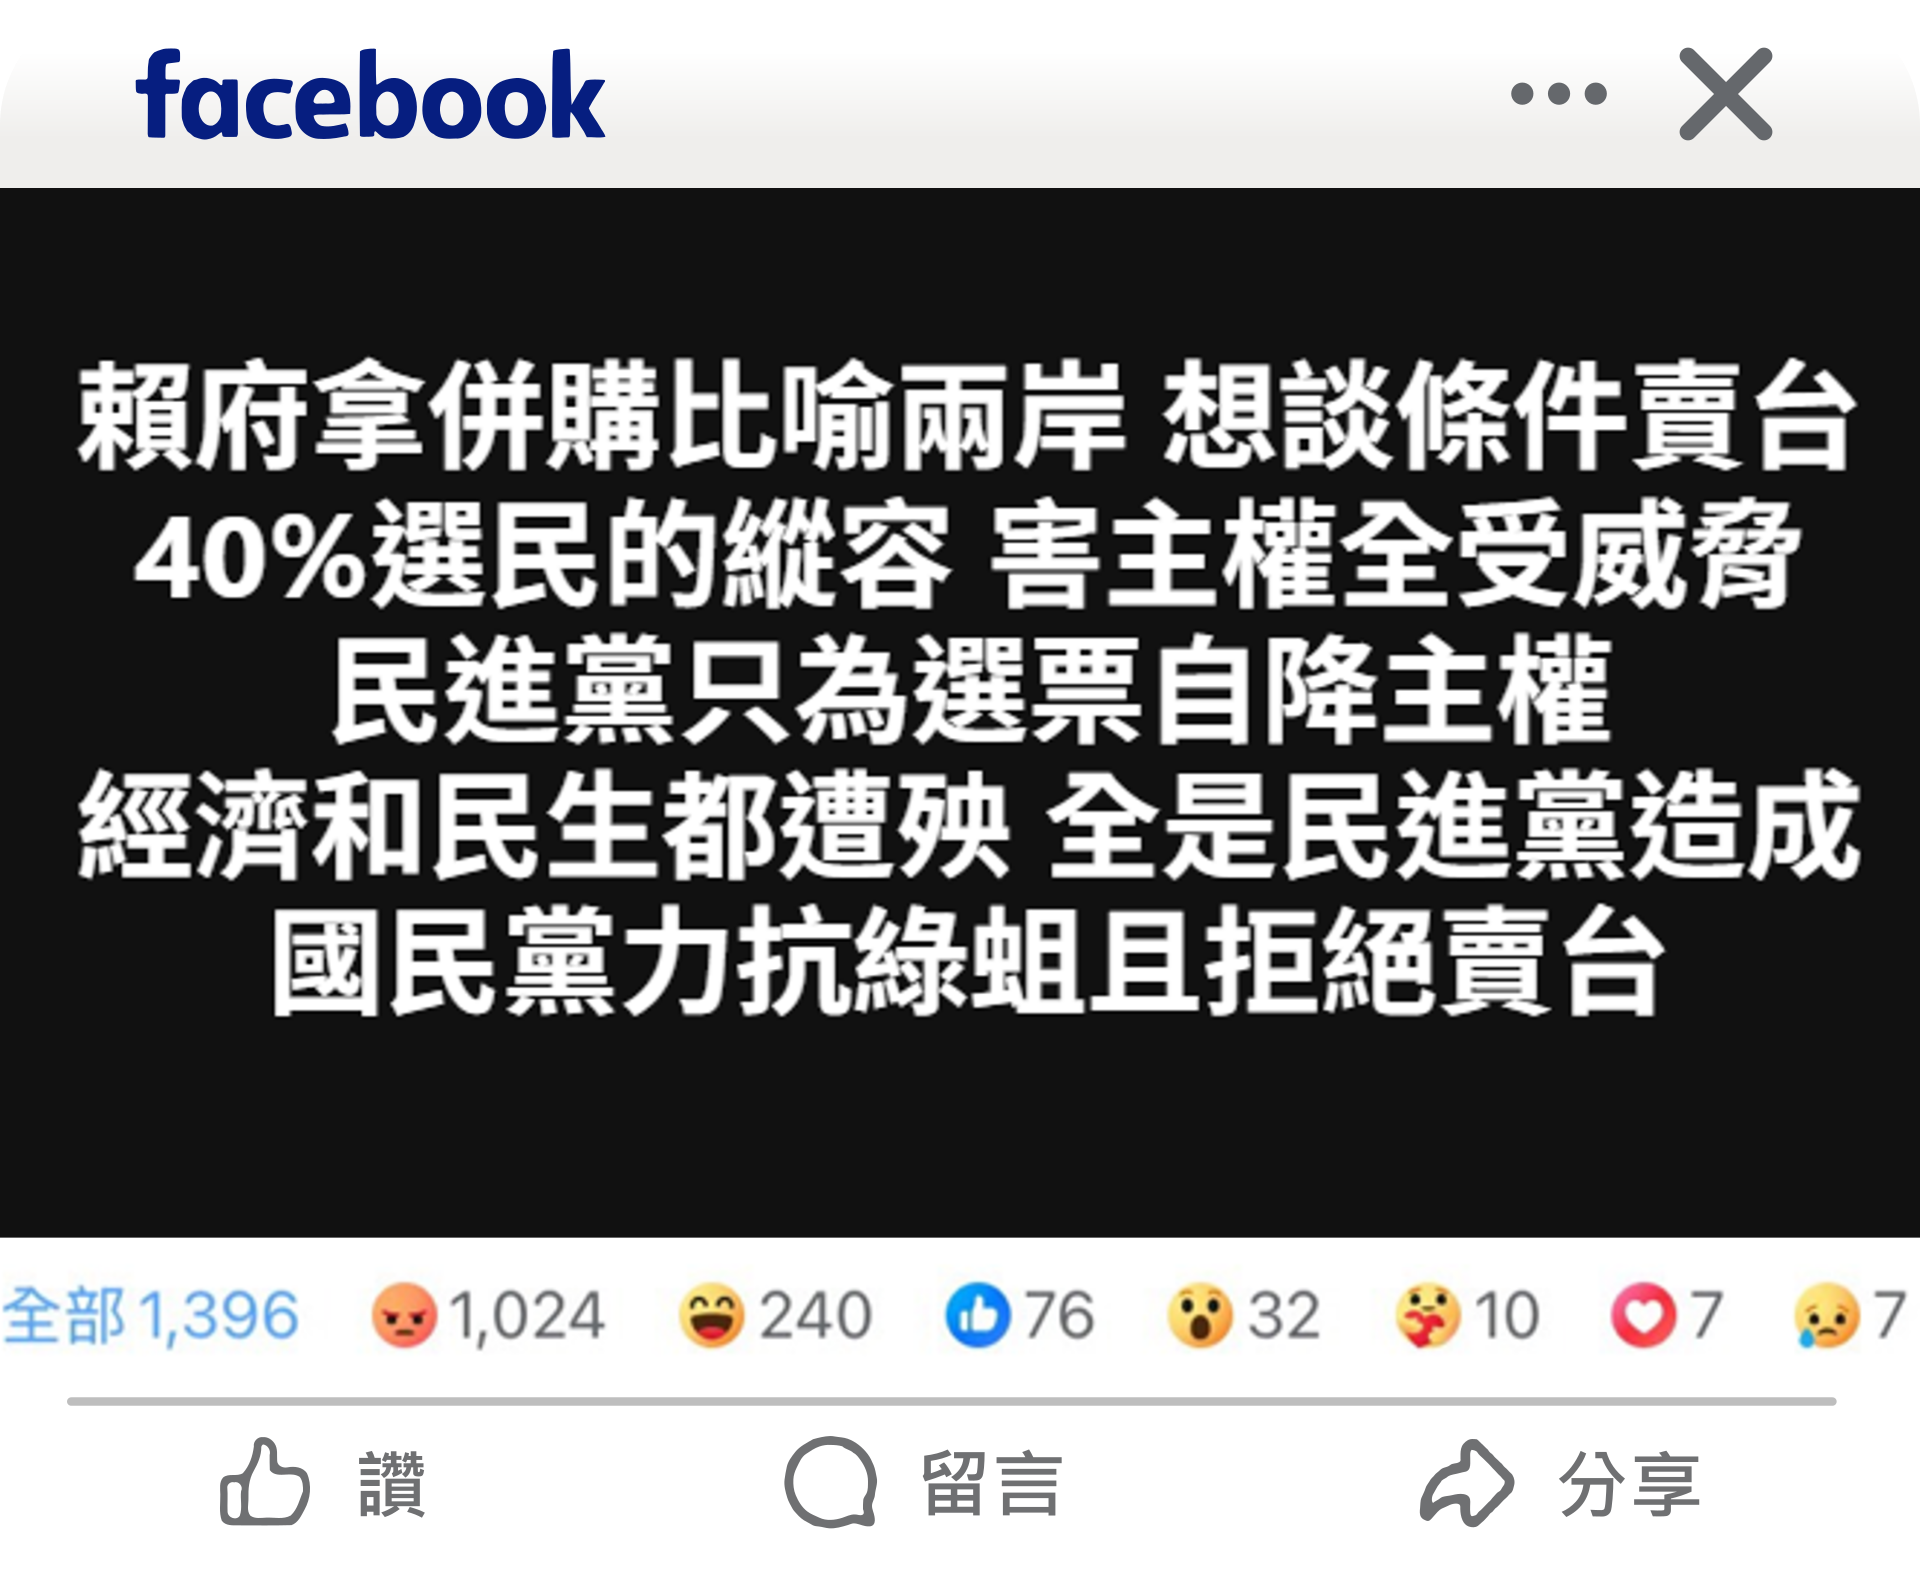 facebook
賴府拿併購比喻兩岸 想談條件賣台
40%選民的縱容 害主權全受威脅
民進黨只為選票自降主權
經濟和民生都遭殃 全是民進黨造成
國民黨力抗綠蛆且拒絕賣台
全部 1,396 1,024 240 76 32 10 7 7
讚 留言 分享